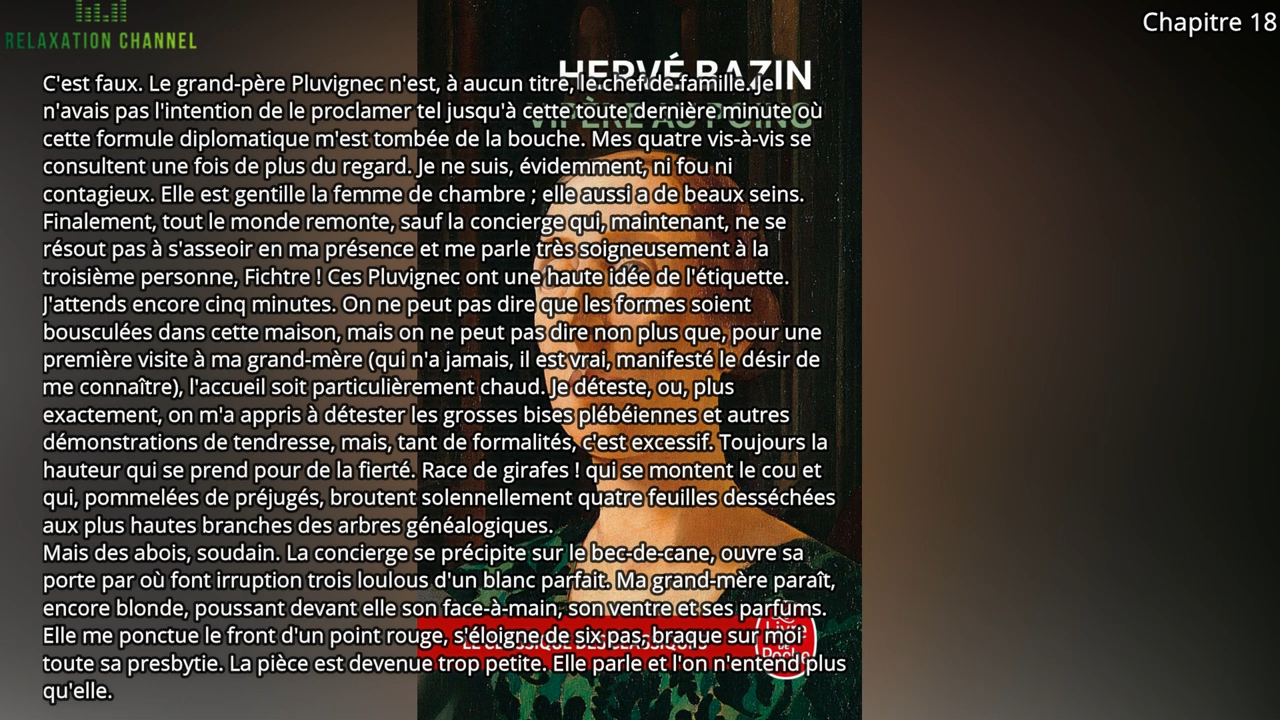 RELAXATION CHANNEL
Chapitre 18
HERVÉ BAZIN
VIPÈRE AU POING
C'est faux. Le grand-père Pluvignec n'est, à aucun titre, le chef de famille. Je
n'avais pas l'intention de le proclamer tel jusqu'à cette toute dernière minute où
cette formule diplomatique m'est tombée de la bouche. Mes quatre vis-à-vis se
consultent une fois de plus du regard. Je ne suis, évidemment, ni fou ni
contagieux. Elle est gentille la femme de chambre ; elle aussi a de beaux seins.
Finalement, tout le monde remonte, sauf la concierge qui, maintenant, ne se
résout pas à s'asseoir en ma présence et me parle très soigneusement à la
troisième personne, Fichtre ! Ces Pluvignec ont une haute idée de l'étiquette.
J'attends encore cinq minutes. On ne peut pas dire que les formes soient
bousculées dans cette maison, mais on ne peut pas dire non plus que, pour une
première visite à ma grand-mère (qui n'a jamais, il est vrai, manifesté le désir de
me connaître), l'accueil soit particulièrement chaud. Je déteste, ou, plus
exactement, on m'a appris à détester les grosses bises plébéiennes et autres
démonstrations de tendresse, mais, tant de formalités, c'est excessif. Toujours la
hauteur qui se prend pour de la fierté. Race de girafes ! qui se montent le cou et
qui, pommelées de préjugés, broutent solennellement quatre feuilles desséchées
aux plus hautes branches des arbres généalogiques.
Mais des abois, soudain. La concierge se précipite sur le bec-de-cane, ouvre sa
porte par où font irruption trois loulous d'un blanc parfait. Ma grand-mère paraît,
encore blonde, poussant devant elle son face-à-main, son ventre et ses parfums.
Elle me ponctue le front d'un point rouge, s'éloigne de six pas, braque sur moi
toute sa presbytie. La pièce est devenue trop petite. Elle parle et l'on n'entend plus
qu'elle.
LE CLASSIQUE DES CLASSIQUES
Le Livre de Poche